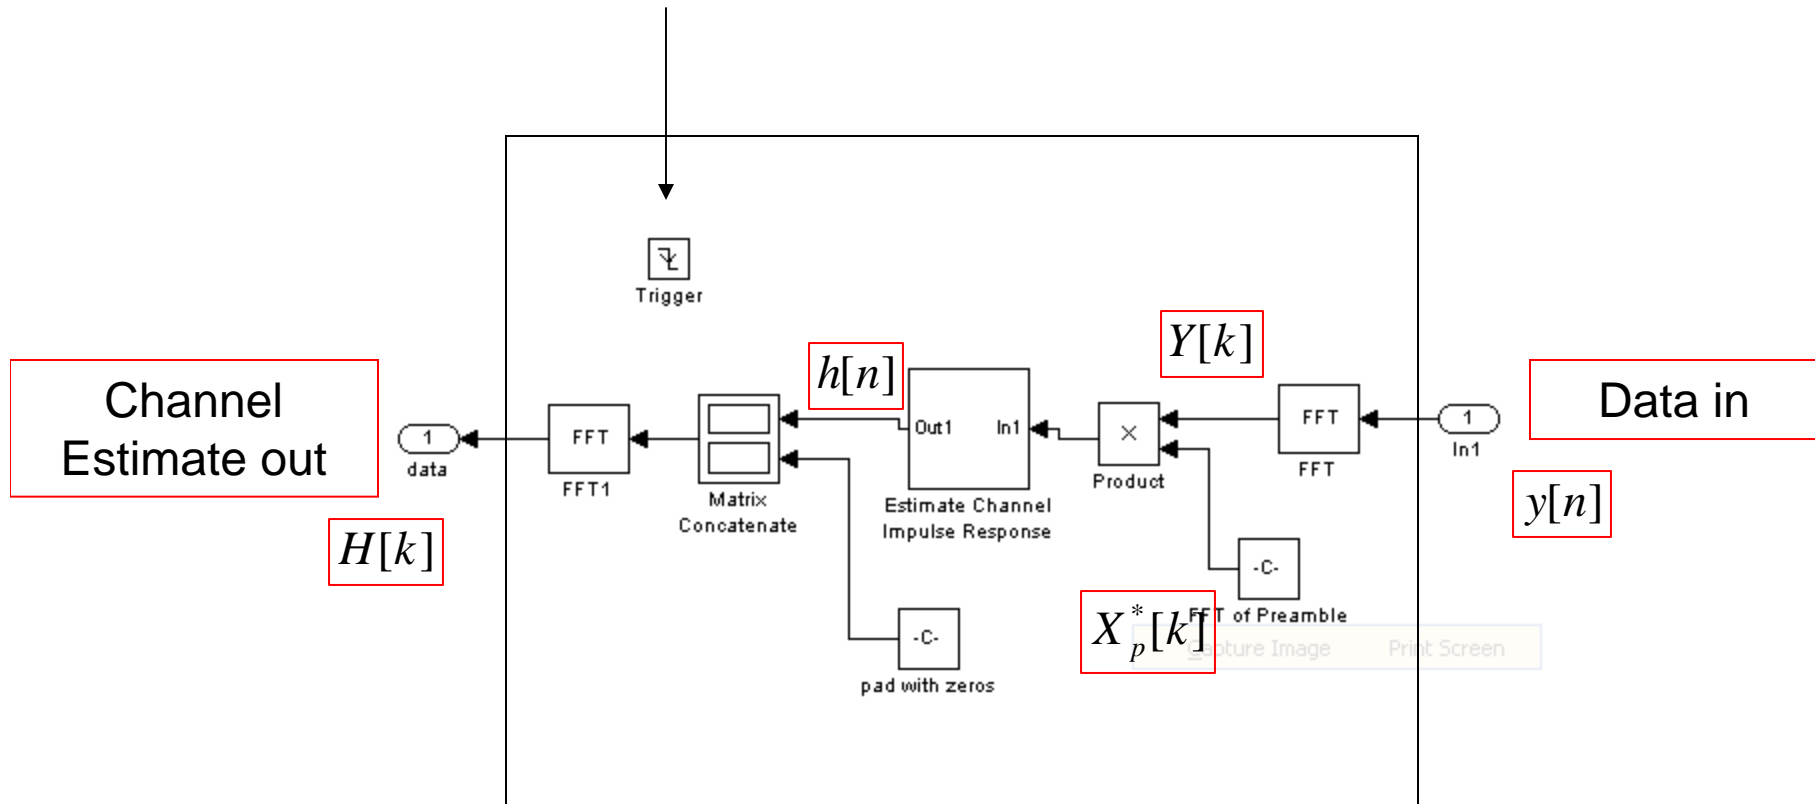 Trigger
Channel
Estimate out
H[k]
1
data
FFT
FFT1
Matrix
Concatenate
h[n]
Out1
In1
Estimate Channel
Impulse Response
-C-
pad with zeros
×
Product
Y[k]
FFT
FFT
1
In1
Data in
y[n]
-C-
FFT of Preamble
X*p[k]
Capture Image Print Screen